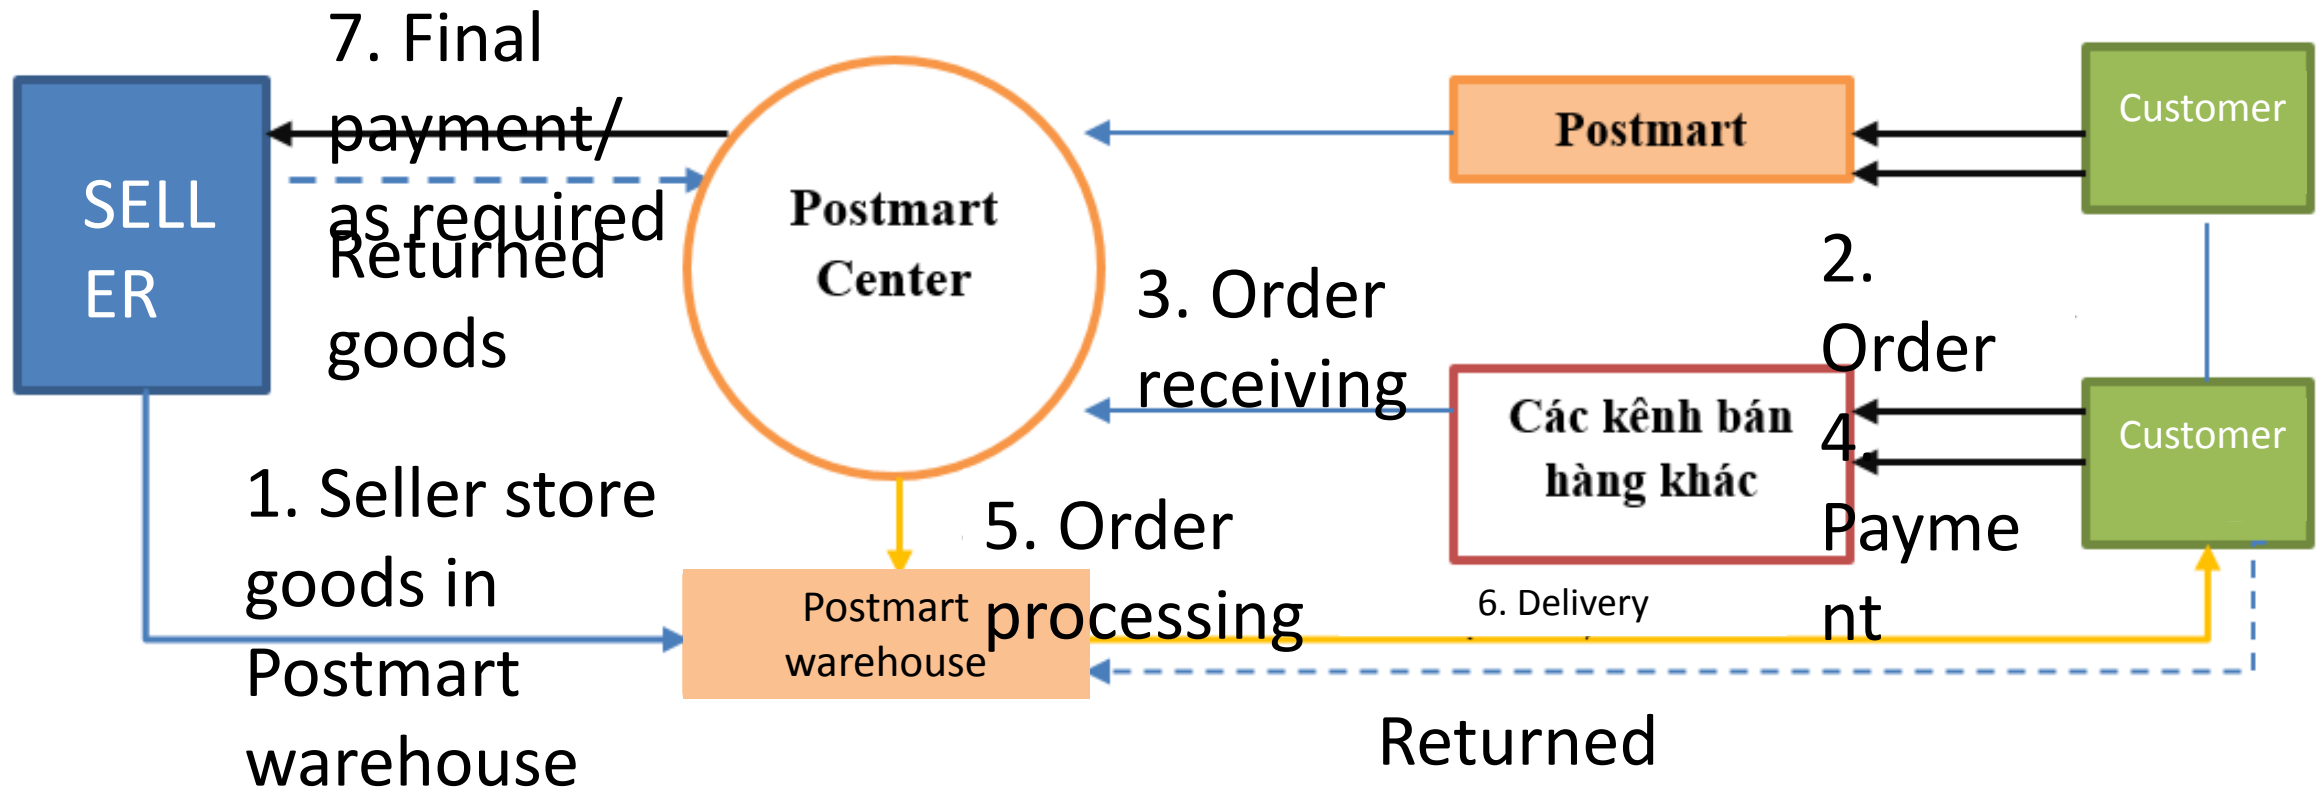 7. Final
payment/
as required
Returned
goods
SELL
ER
Postmart
Center
Postmart
Customer
3. Order
receiving
2.
Order
4.
Payme
nt
Các kênh bán
hàng khác
Customer
1. Seller store
goods in
Postmart
warehouse
5. Order
processing
Postmart
warehouse
6. Delivery
Returned